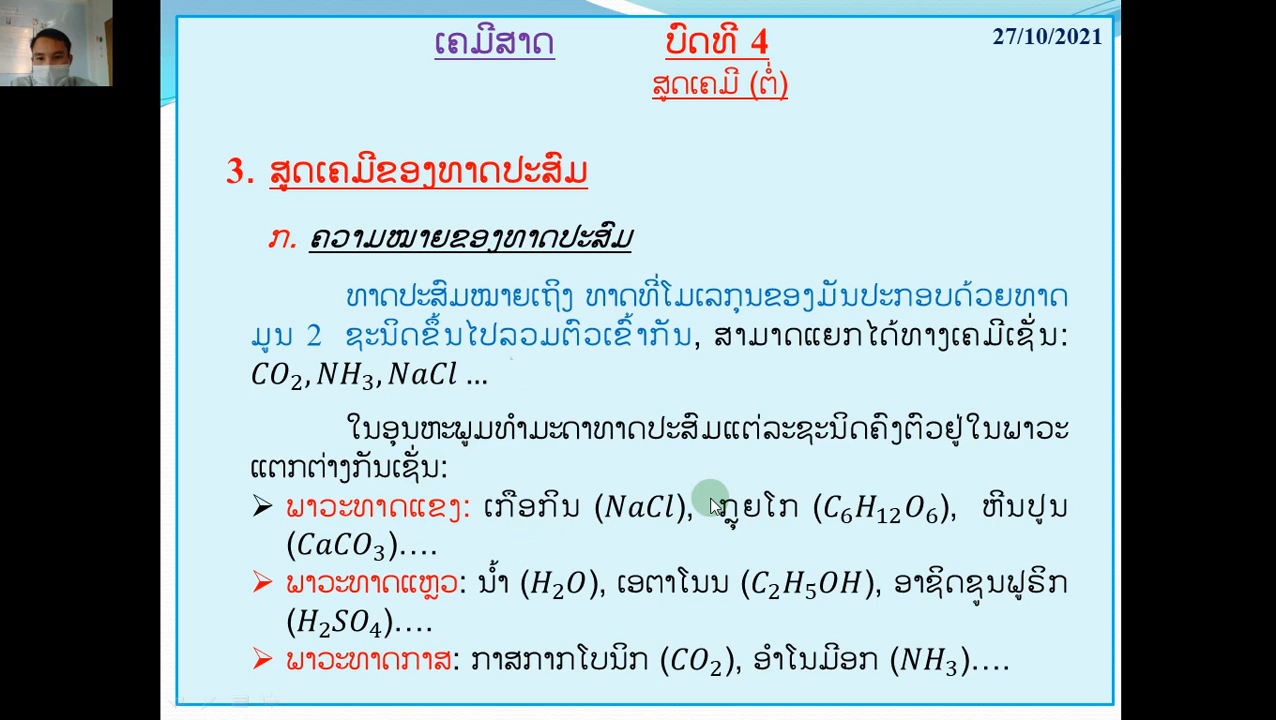 ເຄມີສາດ ບົດທີ 4 27/10/2021
ສູດເຄມີ (ຕໍ່)
3. ສູດເຄມີຂອງທາດປະສົມ
ກ. ຄວາມໝາຍຂອງທາດປະສົມ
ທາດປະສົມໝາຍເຖິງ ທາດທີ່ໂມເລກຸນຂອງມັນປະກອບດ້ວຍທາດ
ມູນ 2 ຊະນິດຂຶ້ນໄປລວມຕົວເຂົ້າກັນ, ສາມາດແຍກໄດ້ທາງເຄມີເຊັ່ນ:
CO₂, NH₃, NaCl ...
ໃນອຸນຫະພູມທຳມະດາທາດປະສົມແຕ່ລະຊະນິດຄົງຕົວຢູ່ໃນພາວະ
ແຕກຕ່າງກັນເຊັ່ນ:
➢ ພາວະທາດແຂງ: ເກືອກິນ (NaCl), ກລຸຍໂກ (C₆H₁₂O₆), ຫີນປູນ
(CaCO₃)….
➢ ພາວະທາດແຫຼວ: ນ້ຳ (H₂O), ເອຕາໂນນ (C₂H₅OH), ອາຊິດຊູນຟູຣິກ
(H₂SO₄)….
➢ ພາວະທາດກາສ: ກາສກາກໂບນິກ (CO₂), ອຳໂມນີອກ (NH₃)….